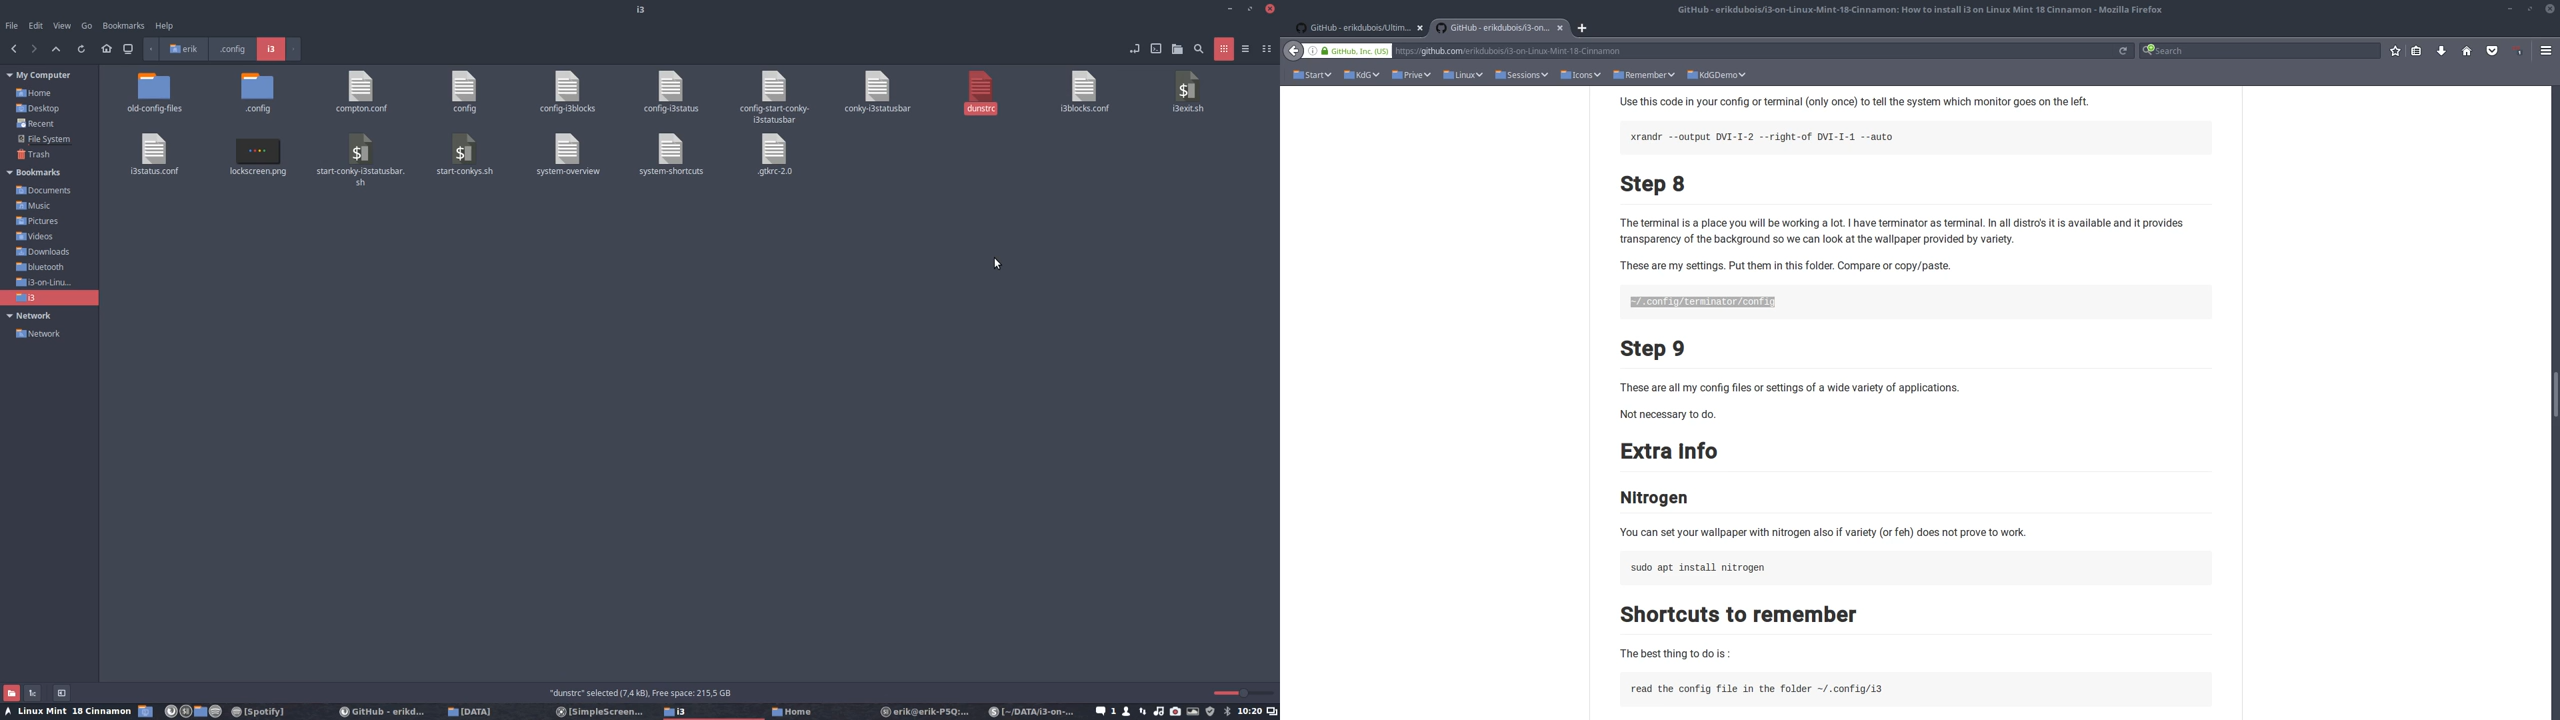 i3
File Edit View Go Bookmarks Help
erik .config i3
My Computer
Home
Desktop
Recent
File System
Trash
Bookmarks
Documents
Music
Pictures
Videos
Downloads
bluetooth
i3-on-Linu...
i3
Network
Network
old-config-files .config compton.conf config config-i3blocks config-i3status config-start-conky-
i3statusbar conky-i3statusbar dunstrc i3blocks.conf i3exit.sh
i3status.conf lockscreen.png start-conky-i3statusbar.
sh start-conkys.sh system-overview system-shortcuts .gtkrc-2.0
"dunstrc" selected (7,4 kB), Free space: 215,5 GB
Linux Mint 18 Cinnamon [Spotify] GitHub - erikd... [DATA] [SimpleScreen... i3 Home erik@erik-P5Q:... [~/DATA/i3-on-... 1 10:20
GitHub - erikdubois/i3-on-Linux-Mint-18-Cinnamon: How to install i3 on Linux Mint 18 Cinnamon - Mozilla Firefox
GitHub - erikdubois/Ultim... GitHub - erikdubois/i3-on...
GitHub, Inc. (US) https://github.com/erikdubois/i3-on-Linux-Mint-18-Cinnamon Search
Start KdG Prive Linux Sessions Icons Remember KdGDemo
Use this code in your config or terminal (only once) to tell the system which monitor goes on the left.
xrandr --output DVI-I-2 --right-of DVI-I-1 --auto
Step 8
The terminal is a place you will be working a lot. I have terminator as terminal. In all distro's it is available and it provides
transparency of the background so we can look at the wallpaper provided by variety.
These are my settings. Put them in this folder. Compare or copy/paste.
~/.config/terminator/config
Step 9
These are all my config files or settings of a wide variety of applications.
Not necessary to do.
Extra Info
Nitrogen
You can set your wallpaper with nitrogen also if variety (or feh) does not prove to work.
sudo apt install nitrogen
Shortcuts to remember
The best thing to do is :
read the config file in the folder ~/.config/i3